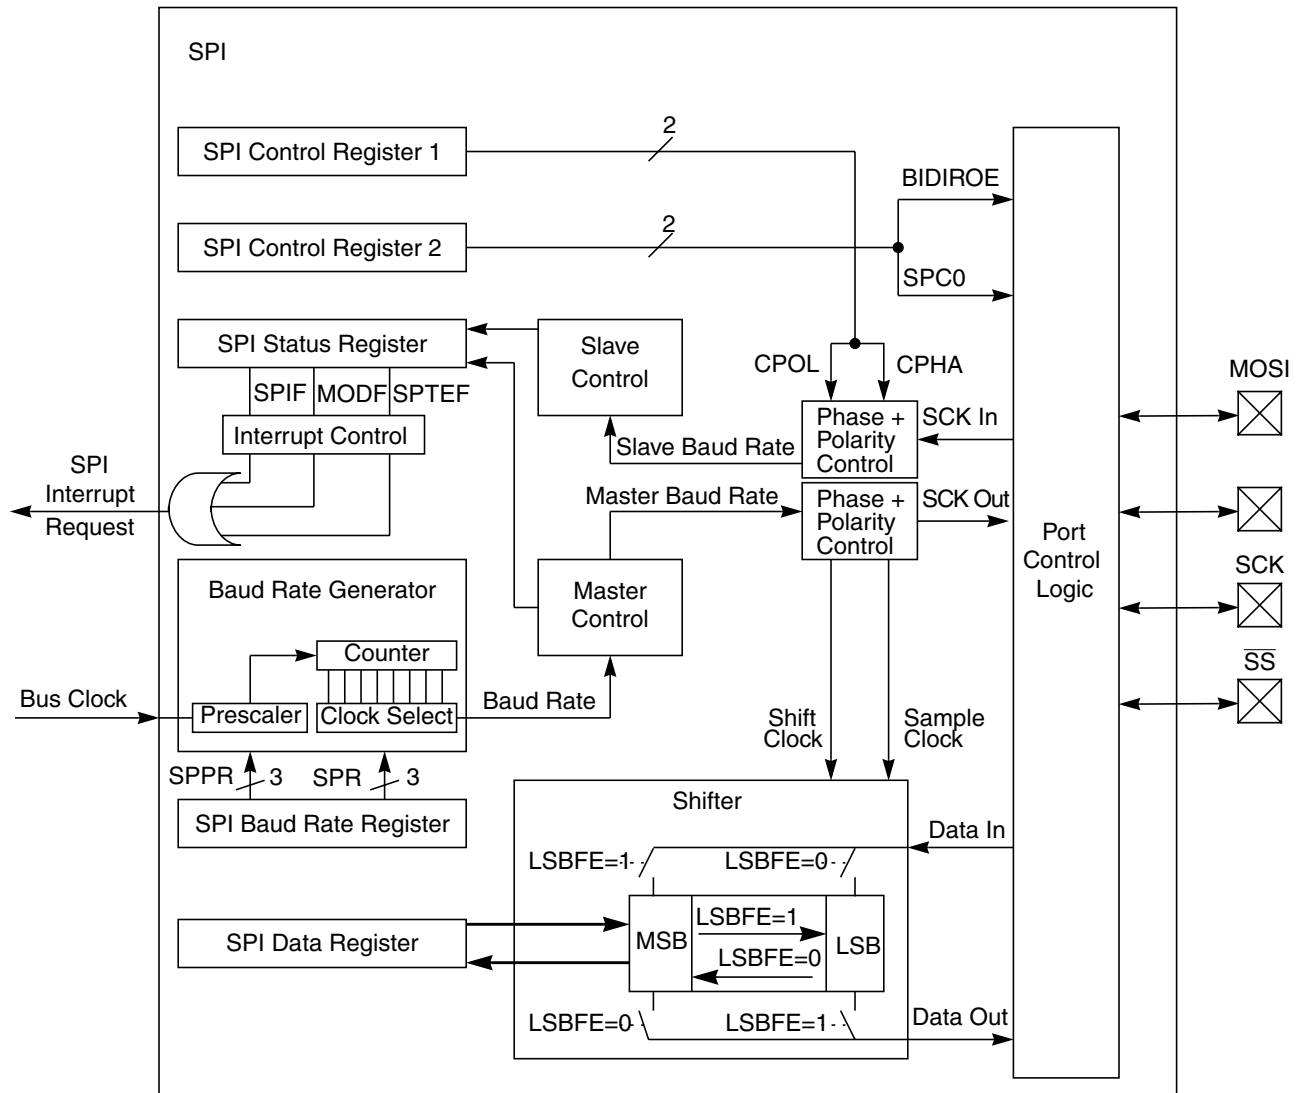 SPI
SPI Control Register 1
2
BIDIROE
SPI Control Register 2
2
SPC0
SPI Status Register
Slave
Control
CPOL
CPHA
MOSI
SPIF
MODF
SPTEF
Interrupt Control
Phase +
Polarity
Control
SCK In
Slave Baud Rate
SPI
Interrupt
Request
Master Baud Rate
Phase +
Polarity
Control
SCK Out
Port
Control
Logic
SCK
Baud Rate Generator
Master
Control
SS
Counter
Bus Clock
Prescaler
Clock Select
Baud Rate
Shift
Clock
Sample
Clock
SPPR
3
SPR
3
SPI Baud Rate Register
Shifter
Data In
LSBFE=1
LSBFE=0
SPI Data Register
MSB
LSBFE=1
LSBFE=0
LSB
LSBFE=0
LSBFE=1
Data Out